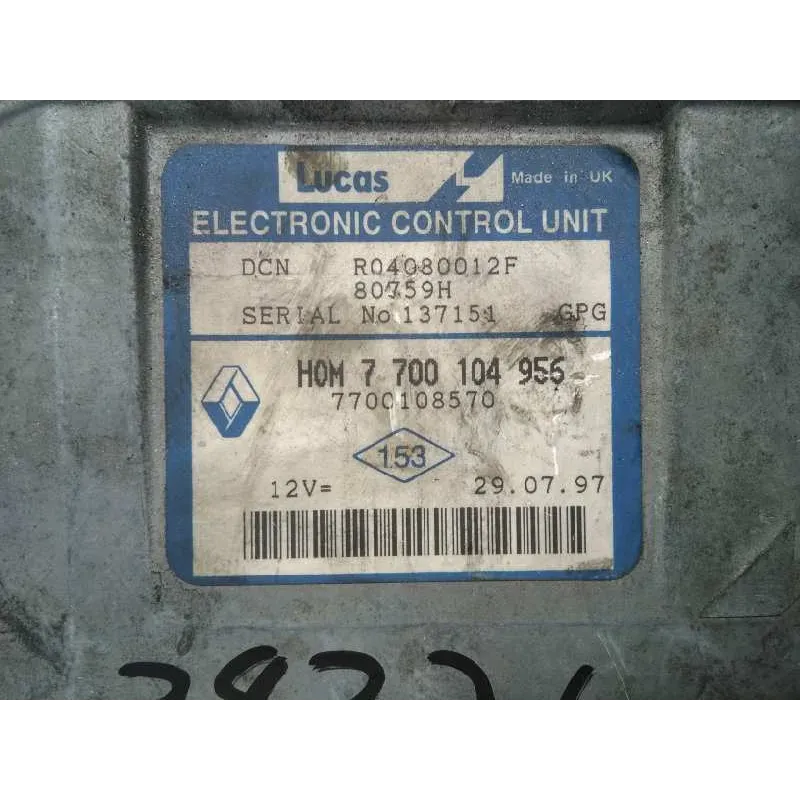 Lucas Made in UK
ELECTRONIC CONTROL UNIT
DCN R04080012F
80759H
SERIAL No 137151 GPG
HOM 7 700 104 956
7700108570
153
12V= 29.07.97